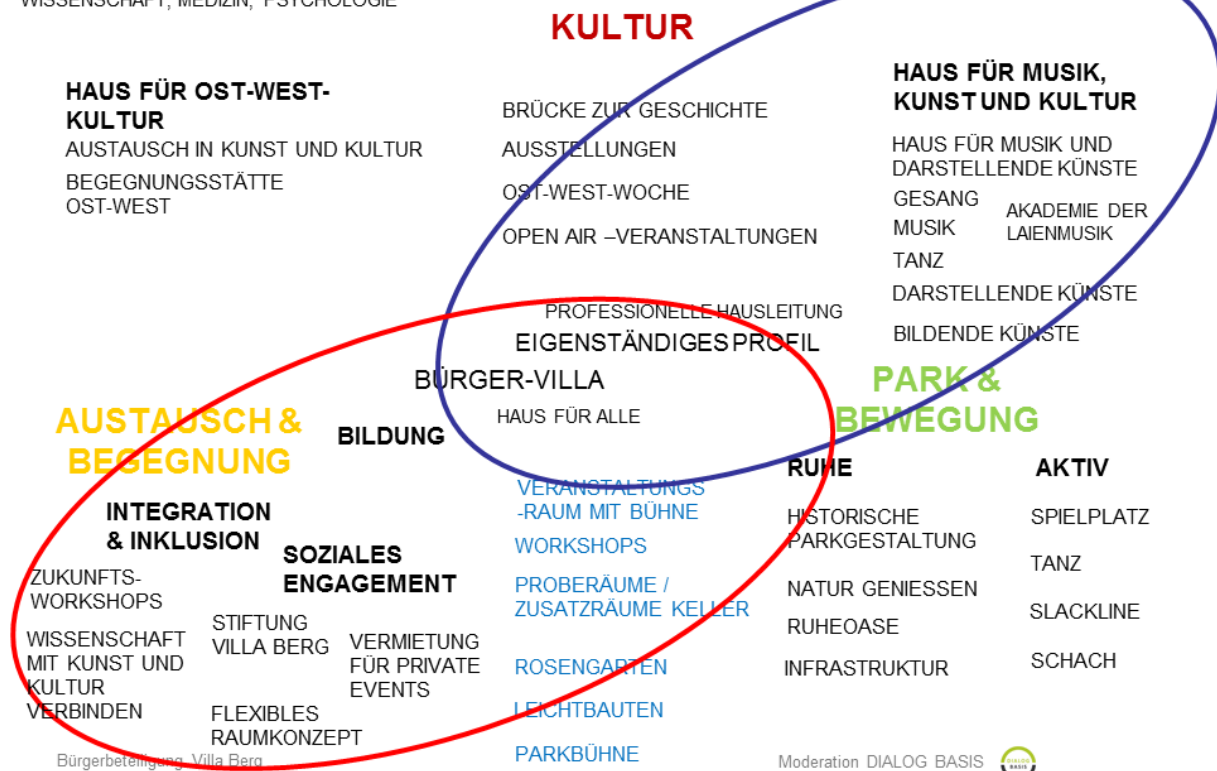 WISSENSCHAFT, MEDIZIN, PSYCHOLOGIE
KULTUR
HAUS FÜR OST-WEST-
KULTUR
AUSTAUSCH IN KUNST UND KULTUR
BEGEGNUNGSSTÄTTE
OST-WEST
BRÜCKE ZUR GESCHICHTE
AUSSTELLUNGEN
OST-WEST-WOCHE
OPEN AIR –VERANSTALTUNGEN
HAUS FÜR MUSIK,
KUNST UND KULTUR
HAUS FÜR MUSIK UND
DARSTELLENDE KÜNSTE
GESANG
MUSIK
AKADEMIE DER
LAIENMUSIK
TANZ
DARSTELLENDE KÜNSTE
BILDENDE KÜNSTE
PROFESSIONELLE HAUSLEITUNG
EIGENSTÄNDIGES PROFIL
BÜRGER-VILLA
HAUS FÜR ALLE
AUSTAUSCH &
BEGEGNUNG
BILDUNG
INTEGRATION
& INKLUSION
SOZIALES
ENGAGEMENT
ZUKUNFTS-
WORKSHOPS
WISSENSCHAFT
MIT KUNST UND
KULTUR
VERBINDEN
STIFTUNG
VILLA BERG
FLEXIBLES
RAUMKONZEPT
VERMIETUNG
FÜR PRIVATE
EVENTS
VERANSTALTUNGS
-RAUM MIT BÜHNE
WORKSHOPS
PROBERÄUME /
ZUSATZRÄUME KELLER
ROSENGARTEN
LEICHTBAUTEN
PARKBÜHNE
PARK &
BEWEGUNG
RUHE
HISTORISCHE
PARKGESTALTUNG
NATUR GENIESSEN
RUHEOASE
INFRASTRUKTUR
AKTIV
SPIELPLATZ
TANZ
SLACKLINE
SCHACH
Bürgerbeteiligung Villa Berg
Moderation DIALOG BASIS
DIALOG
BASIS